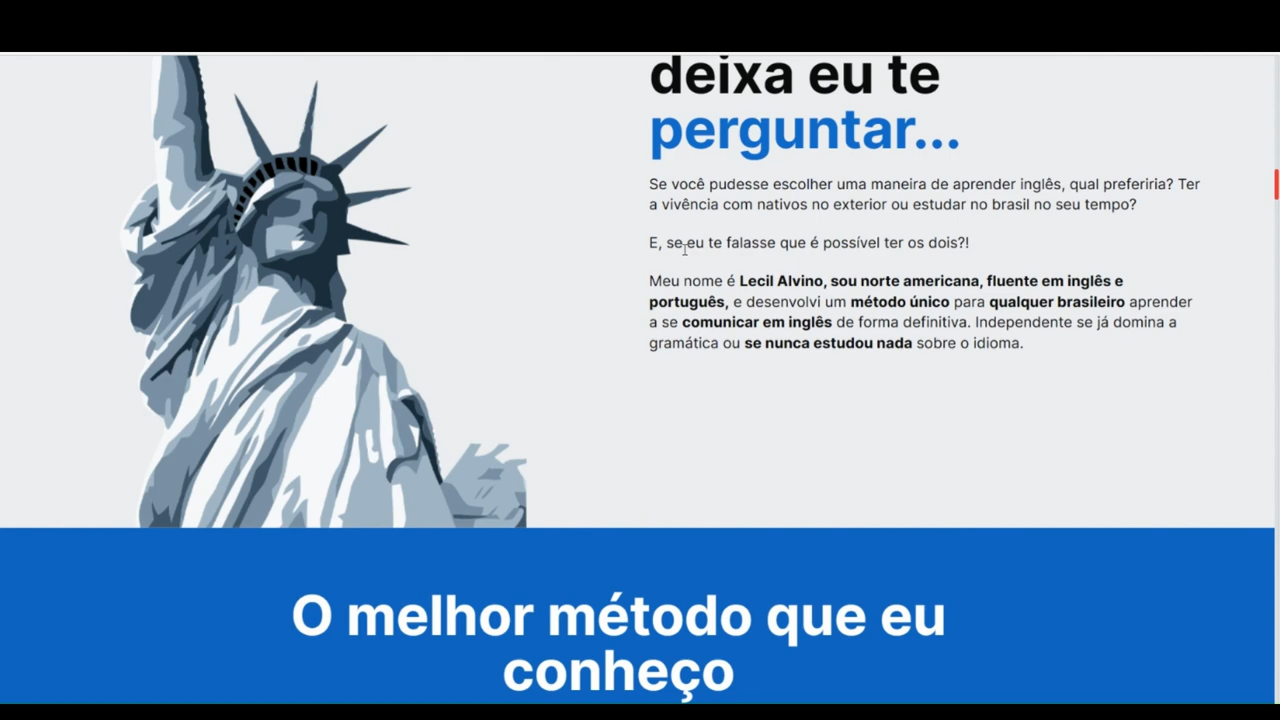 deixa eu te
perguntar...
Se você pudesse escolher uma maneira de aprender inglês, qual preferiria? Ter
a vivência com nativos no exterior ou estudar no brasil no seu tempo?
E, se eu te falasse que é possível ter os dois?!
Meu nome é Lecil Alvino, sou norte americana, fluente em inglês e
português, e desenvolvi um método único para qualquer brasileiro aprender
a se comunicar em inglês de forma definitiva. Independente se já domina a
gramática ou se nunca estudou nada sobre o idioma.
O melhor método que eu
conheço